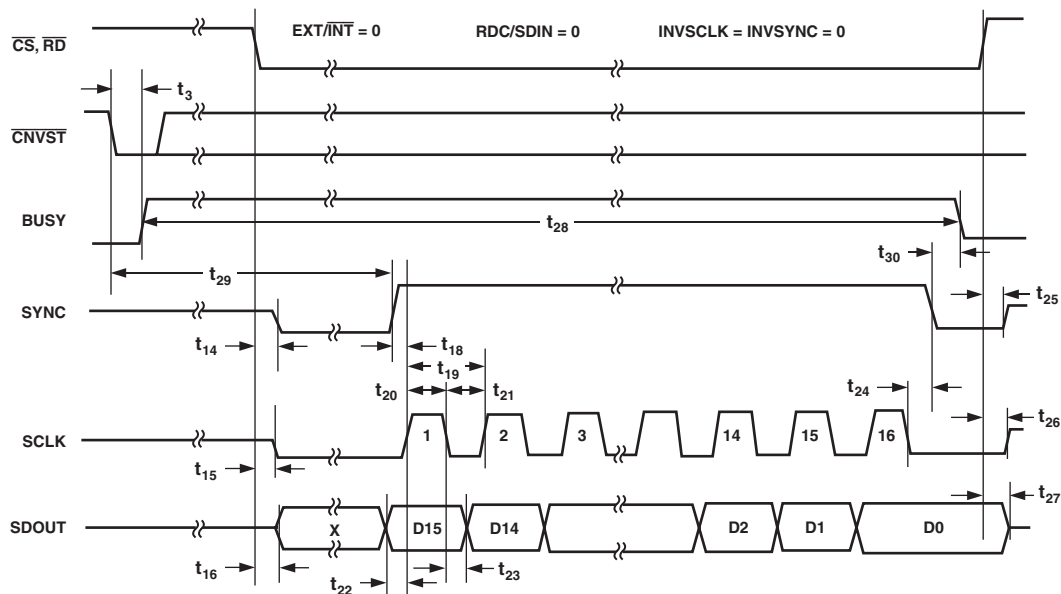 EXT/INT = 0 RDC/SDIN = 0 INVSCLK = INVSYNC = 0
CS, RD
t3
CNVST
BUSY
t28
t30
t29
t25
SYNC
t14
t18
t19
t20
t21
t24
t26
SCLK
1 2 3 14 15 16
t15
t27
SDOUT
X D15 D14 D2 D1 D0
t16
t22
t23